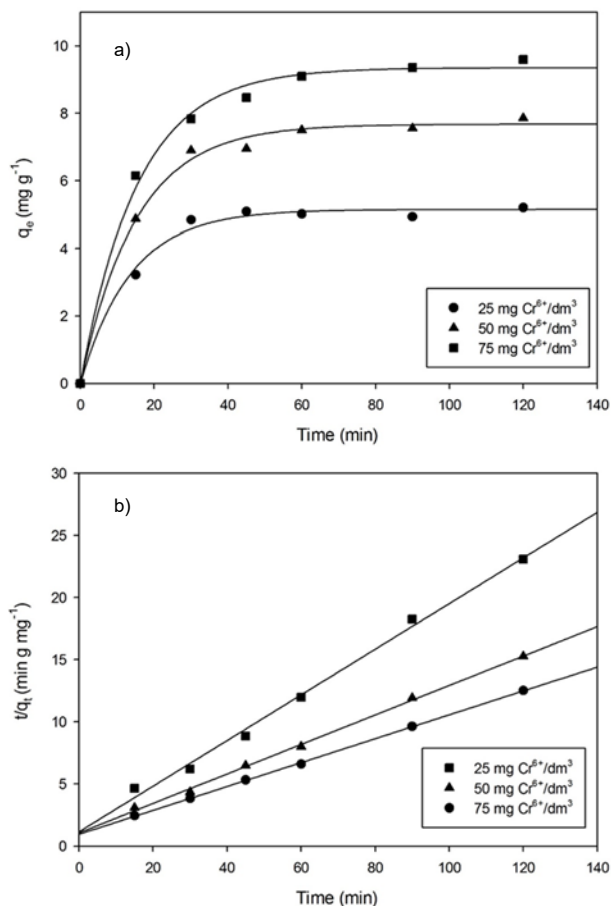 a)
10
8
6
4
2
0
q_e (mg g⁻¹)
25 mg Cr⁶⁺/dm³
50 mg Cr⁶⁺/dm³
75 mg Cr⁶⁺/dm³
0 20 40 60 80 100 120 140
Time (min)
b)
30
25
20
15
10
5
0
t/q_t (min g mg⁻¹)
25 mg Cr⁶⁺/dm³
50 mg Cr⁶⁺/dm³
75 mg Cr⁶⁺/dm³
0 20 40 60 80 100 120 140
Time (min)